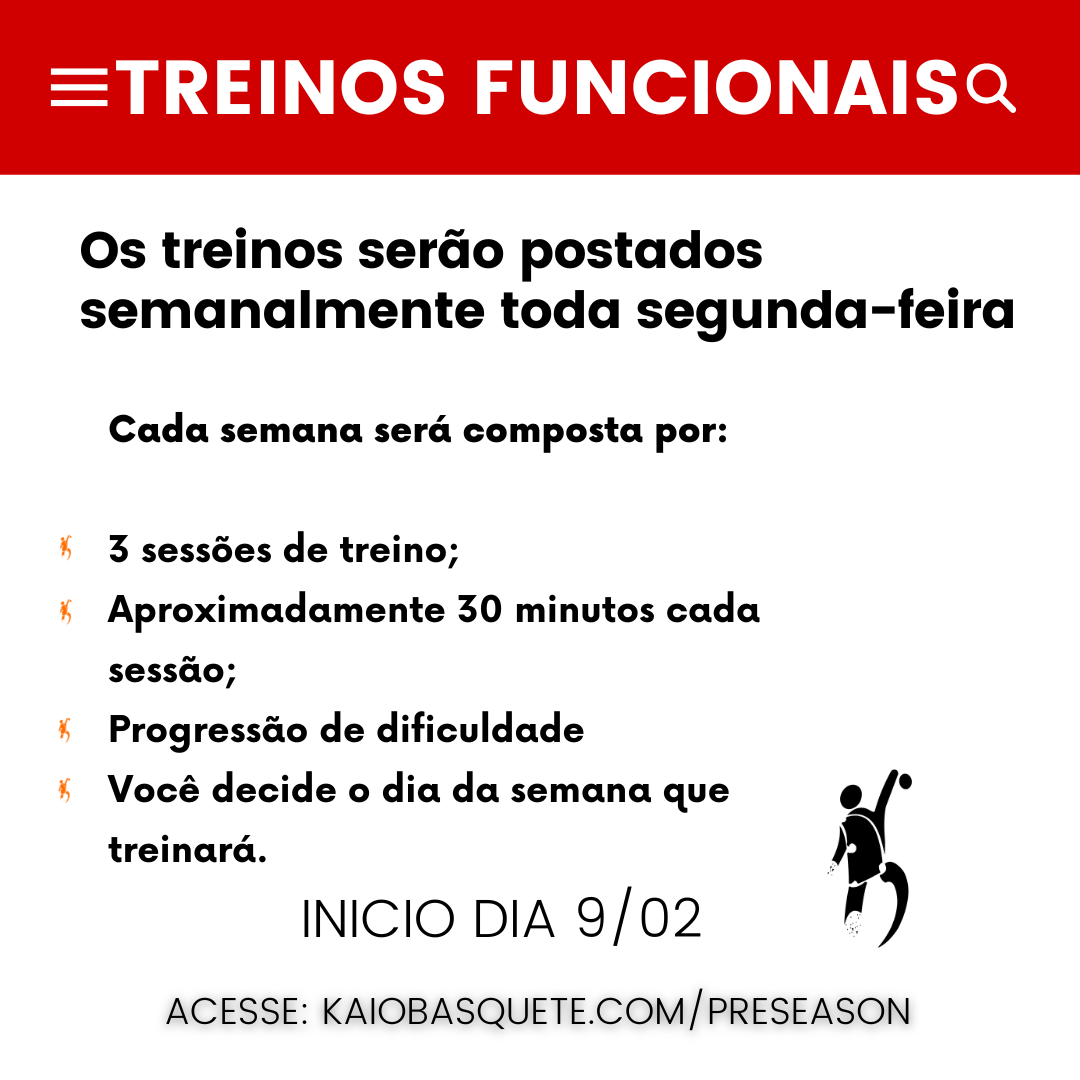 TREINOS FUNCIONAIS
Os treinos serão postados
semanalmente toda segunda-feira
Cada semana será composta por:
3 sessões de treino;
Aproximadamente 30 minutos cada
sessão;
Progressão de dificuldade
Você decide o dia da semana que
treinará.
INICIO DIA 9/02
ACESSE: KAIOBASQUETE.COM/PRESEASON